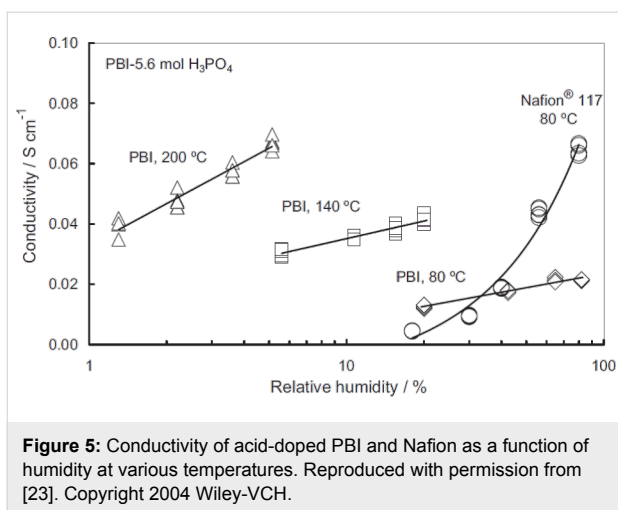 0.10
0.08
0.06
0.04
0.02
0.00
Conductivity / S cm⁻¹
PBI-5.6 mol H₃PO₄
Nafion® 117
80 ºC
PBI, 200 ºC
PBI, 140 ºC
PBI, 80 ºC
1 10 100
Relative humidity / %
Figure 5: Conductivity of acid-doped PBI and Nafion as a function of
humidity at various temperatures. Reproduced with permission from
[23]. Copyright 2004 Wiley-VCH.